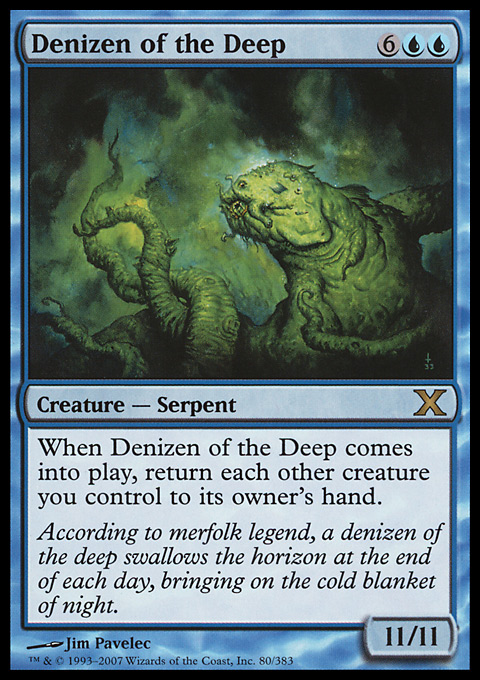 Denizen of the Deep 6
Creature — Serpent X
When Denizen of the Deep comes
into play, return each other creature
you control to its owner's hand.
According to merfolk legend, a denizen of
the deep swallows the horizon at the end
of each day, bringing on the cold blanket
of night.
Jim Pavelec
11/11
™ & © 1993–2007 Wizards of the Coast, Inc. 80/383